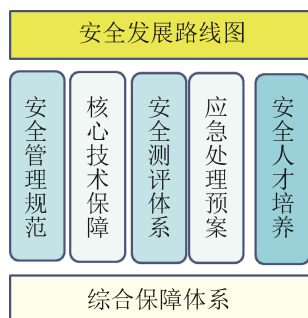 安全发展路线图
安全管理规范
核心技术保障
安全测评体系
应急处理预案
安全人才培养
综合保障体系